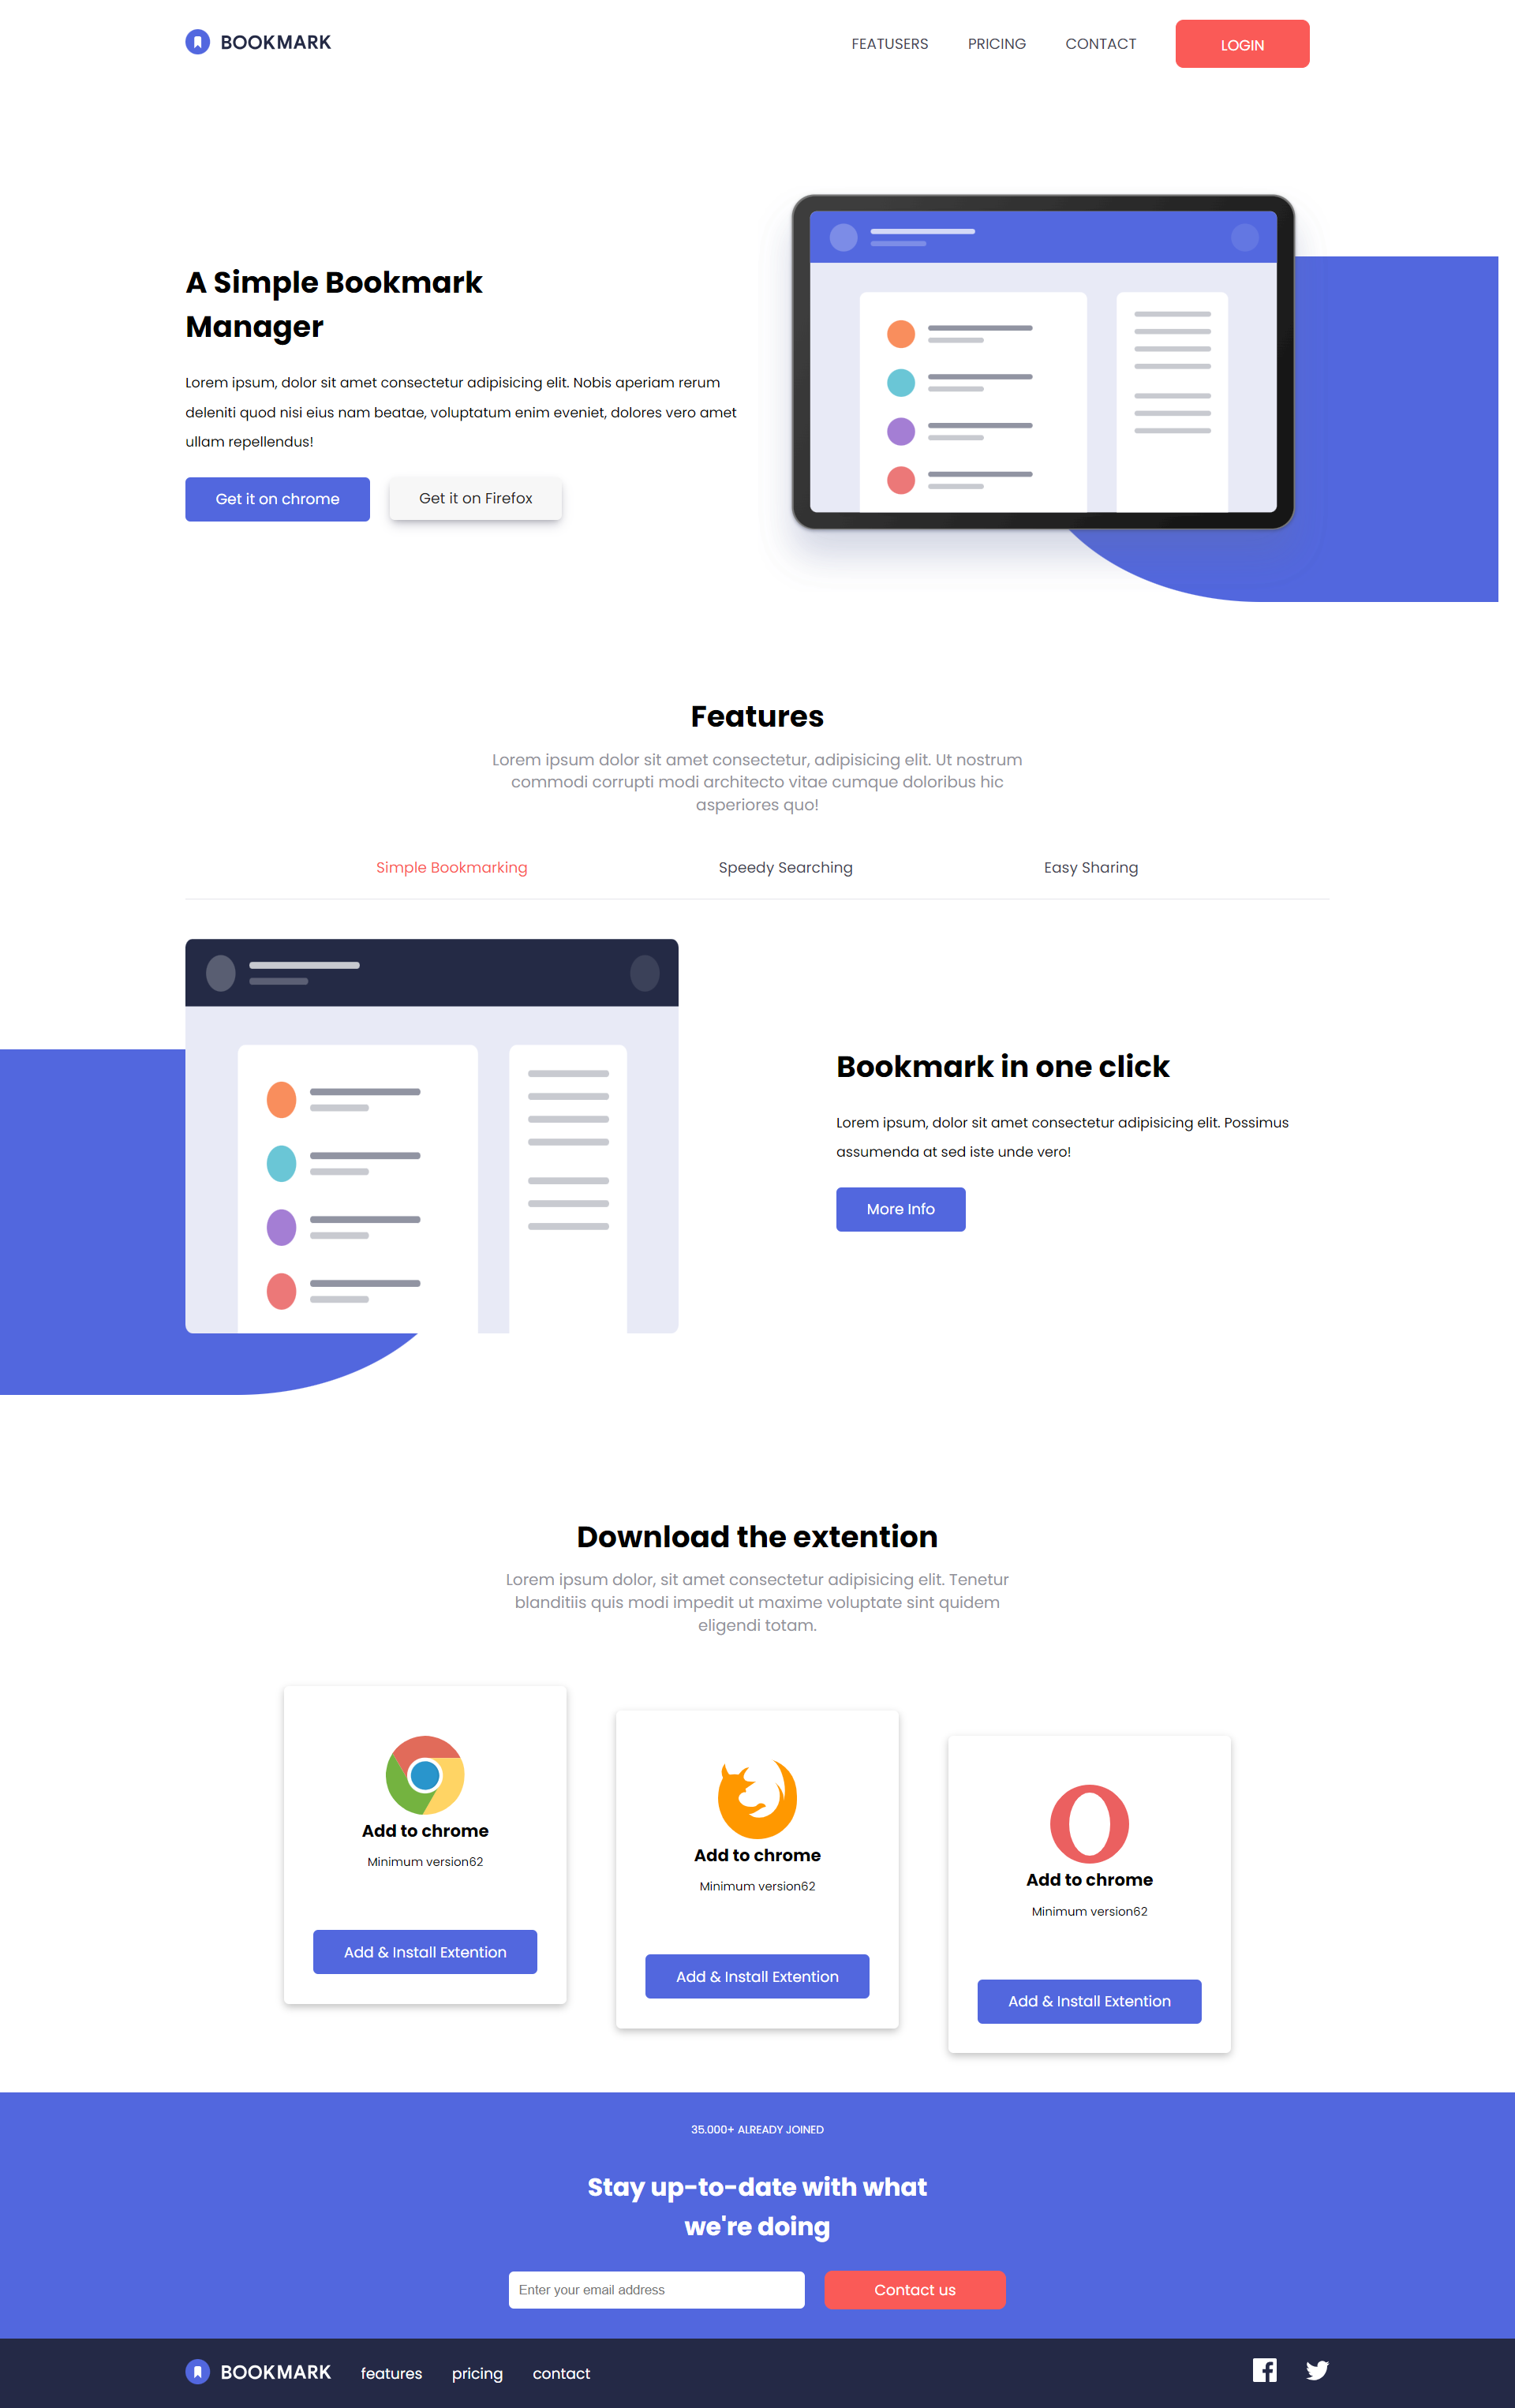 BOOKMARK
FEATUSERS
PRICING
CONTACT
LOGIN
A Simple Bookmark
Manager
Lorem ipsum, dolor sit amet consectetur adipisicing elit. Nobis aperiam rerum
deleniti quod nisi eius nam beatae, voluptatum enim eveniet, dolores vero amet
ullam repellendus!
Get it on chrome
Get it on Firefox
Features
Lorem ipsum dolor sit amet consectetur, adipisicing elit. Ut nostrum
commodi corrupti modi architecto vitae cumque doloribus hic
asperiores quo!
Simple Bookmarking
Speedy Searching
Easy Sharing
Bookmark in one click
Lorem ipsum, dolor sit amet consectetur adipisicing elit. Possimus
assumenda at sed iste unde vero!
More Info
Download the extention
Lorem ipsum dolor, sit amet consectetur adipisicing elit. Tenetur
blanditiis quis modi impedit ut maxime voluptate sint quidem
eligendi totam.
Add to chrome
Minimum version62
Add & Install Extention
Add to chrome
Minimum version62
Add & Install Extention
Add to chrome
Minimum version62
Add & Install Extention
35.000+ ALREADY JOINED
Stay up-to-date with what
we're doing
Enter your email address
Contact us
BOOKMARK
features
pricing
contact